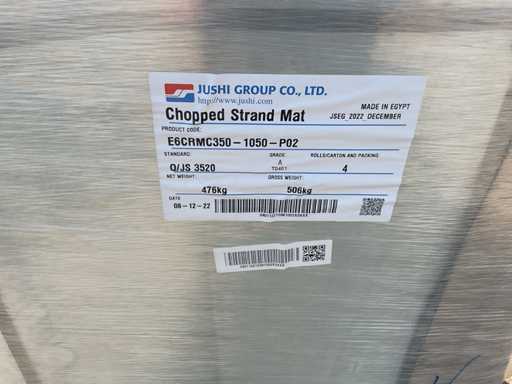 JUSHI GROUP CO., LTD.
http://www.jushi.com
Chopped Strand Mat
MADE IN EGYPT
JSEG 2022 DECEMBER
PRODUCT CODE:
E6CRMC350-1050-P02
STANDARD: GRADE: ROLLS/CARTON AND PACKING
Q/JS 3520 A 4
NET WEIGHT: GROSS WEIGHT:
476kg 506kg
DATE
08-12-22